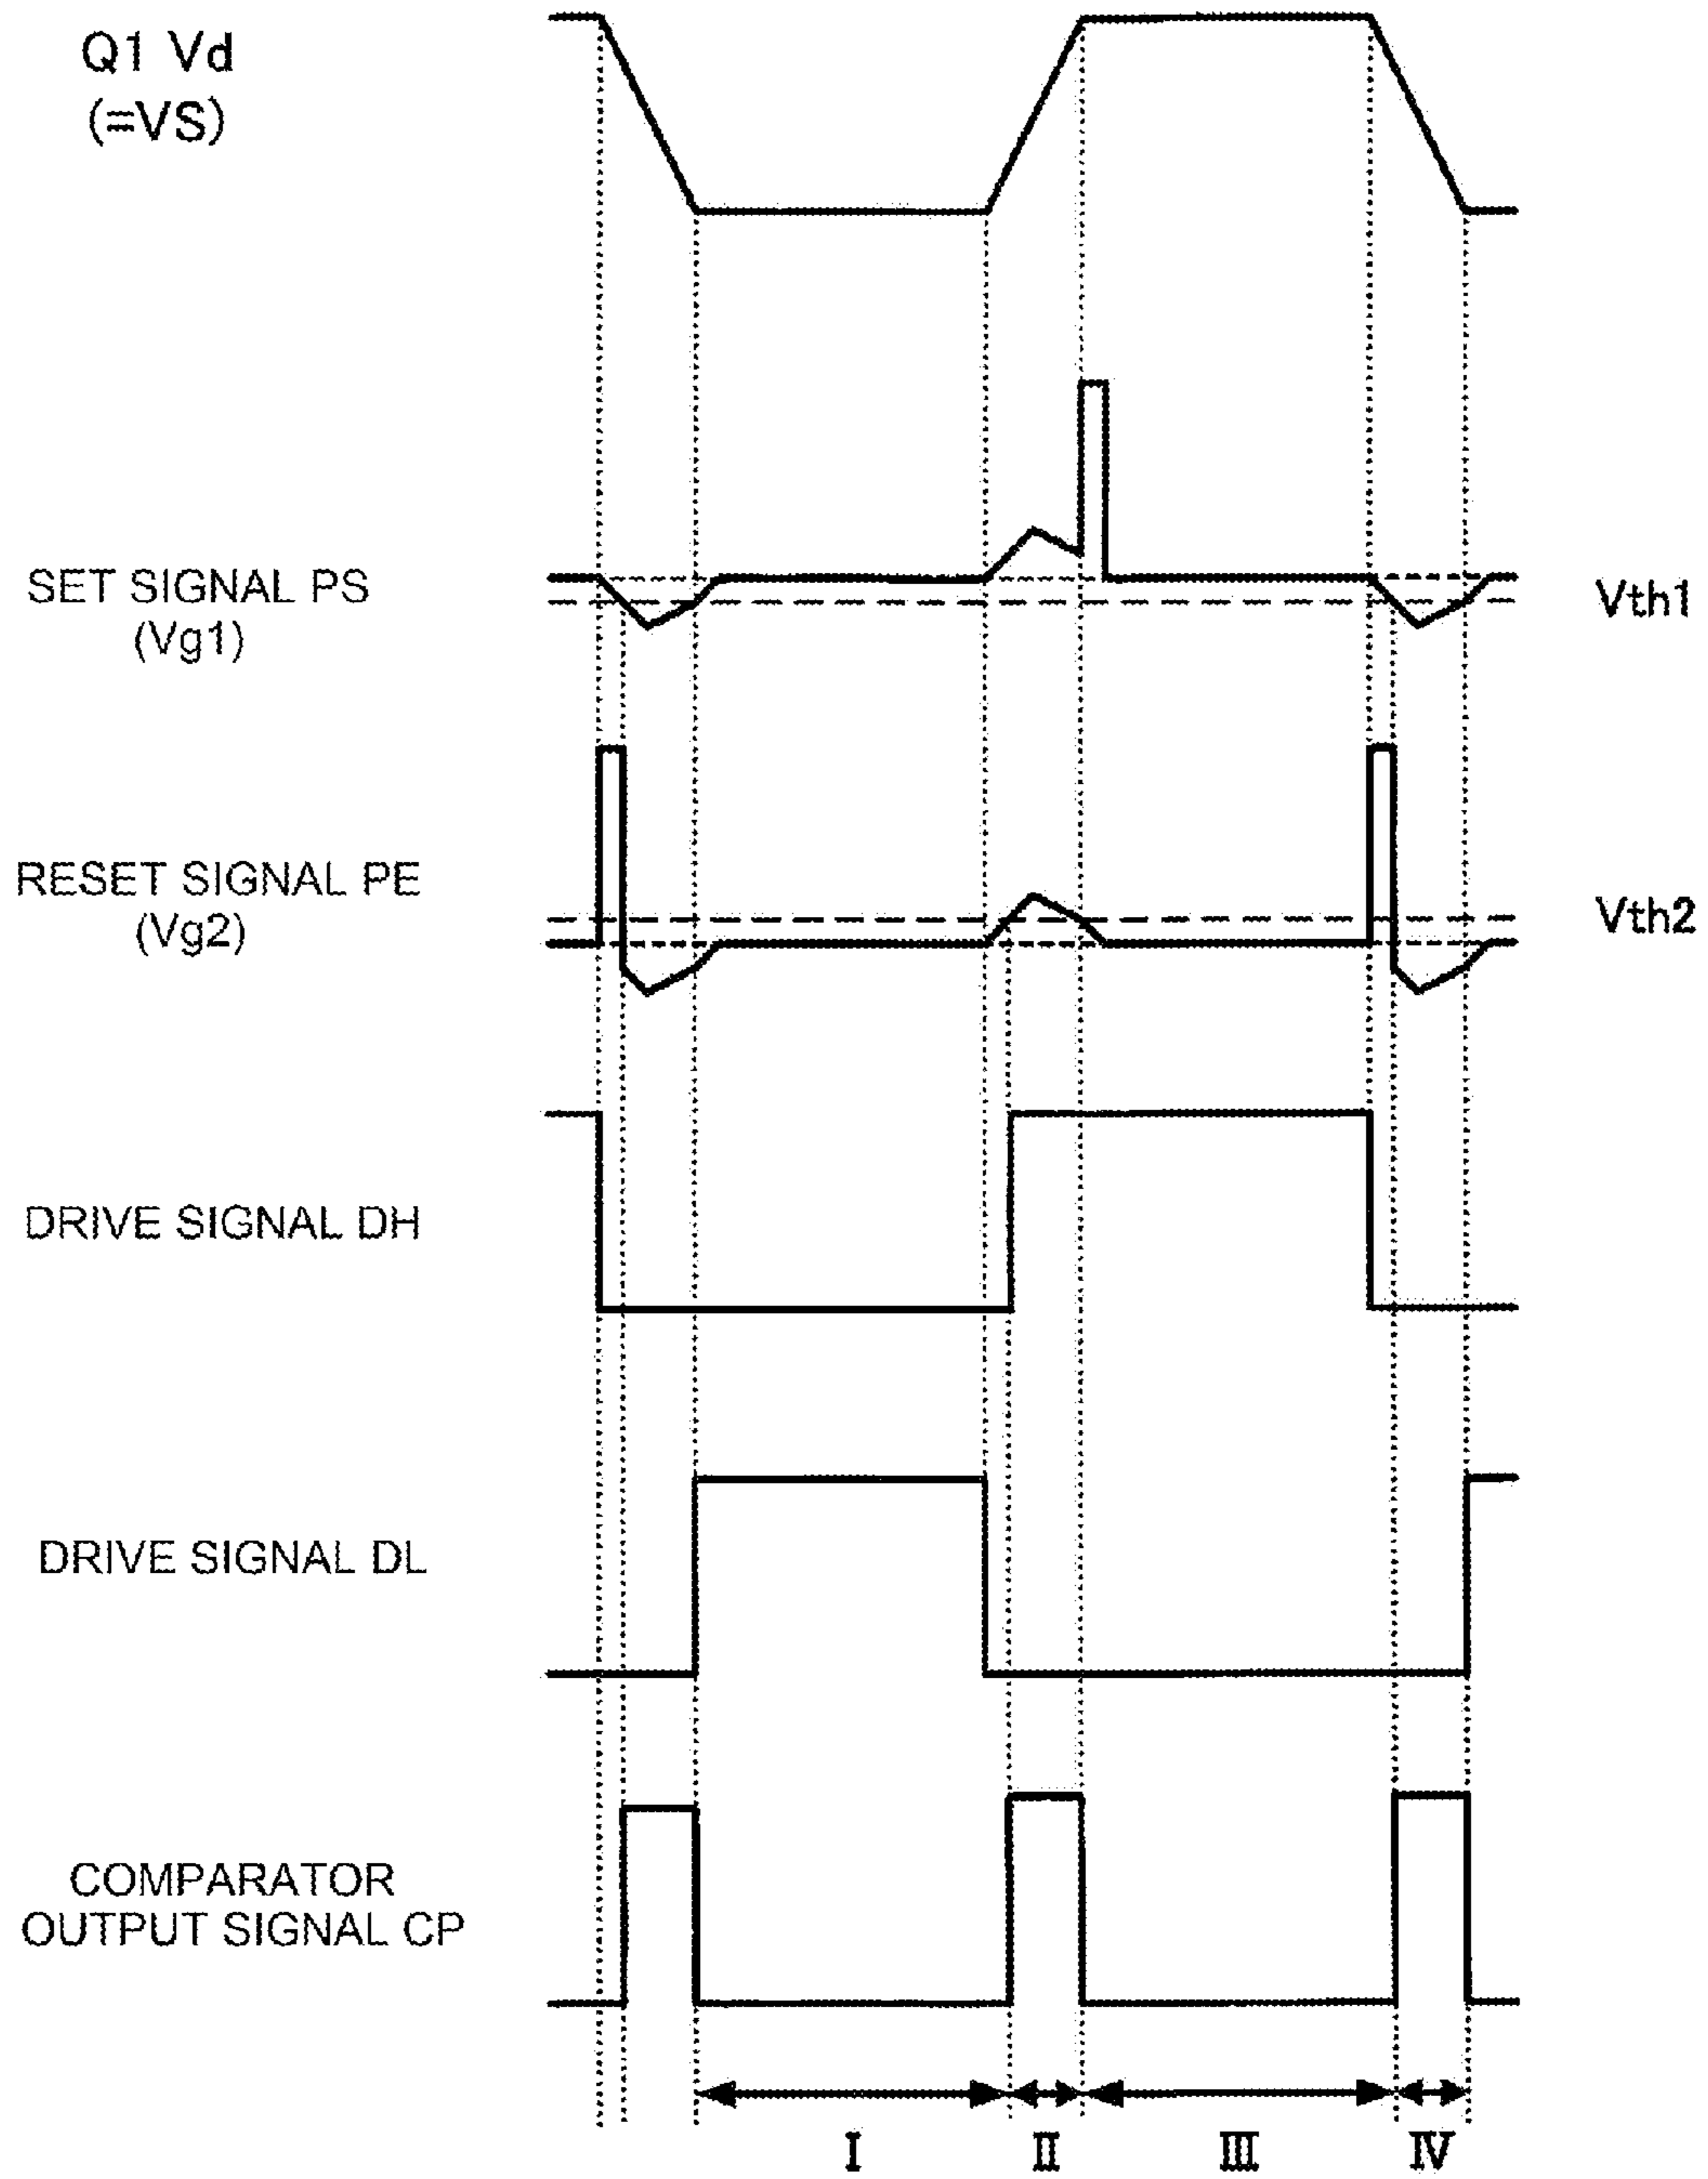 Q1 Vd
(=VS)
SET SIGNAL PS
(Vg1)
Vth1
RESET SIGNAL PE
(Vg2)
Vth2
DRIVE SIGNAL DH
DRIVE SIGNAL DL
COMPARATOR
OUTPUT SIGNAL CP
I II III IV